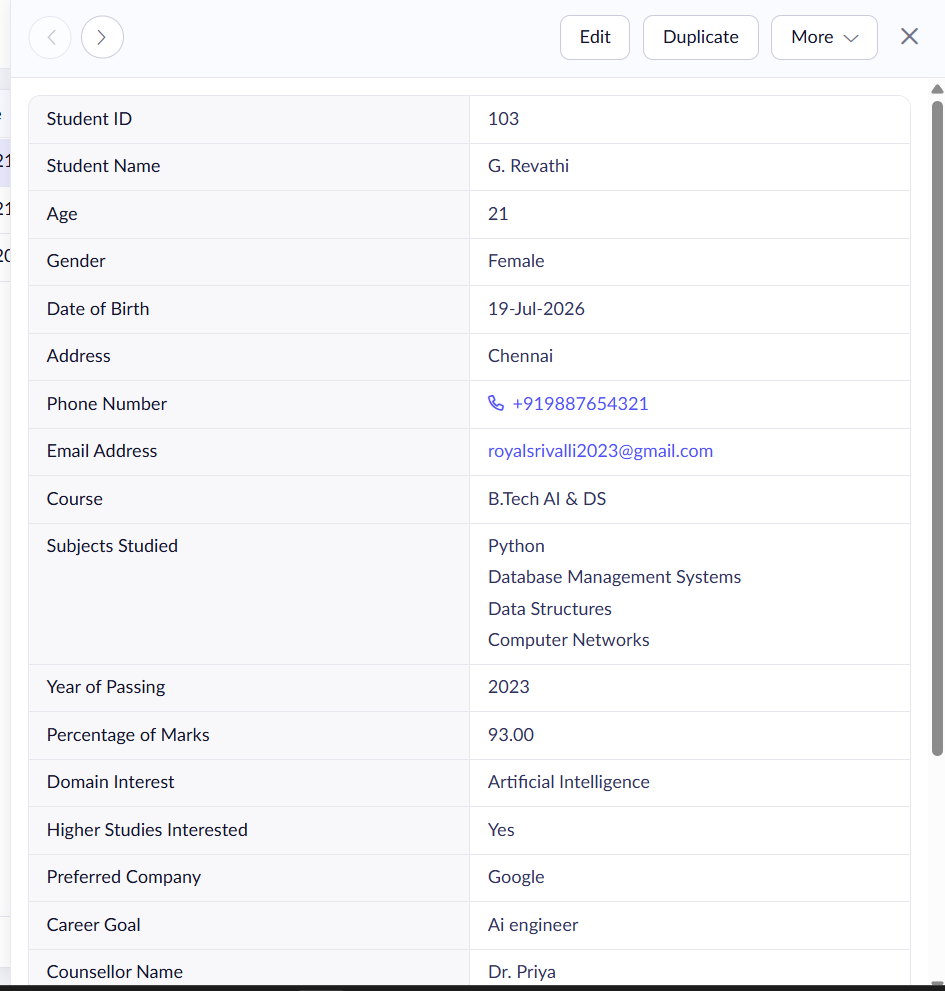 Edit Duplicate More
21
21
Student ID 103
Student Name G. Revathi
Age 21
Gender Female
Date of Birth 19-Jul-2026
Address Chennai
Phone Number +919887654321
Email Address royalsrivalli2023@gmail.com
Course B.Tech AI & DS
Subjects Studied Python
Database Management Systems
Data Structures
Computer Networks
Year of Passing 2023
Percentage of Marks 93.00
Domain Interest Artificial Intelligence
Higher Studies Interested Yes
Preferred Company Google
Career Goal Ai engineer
Counsellor Name Dr. Priya